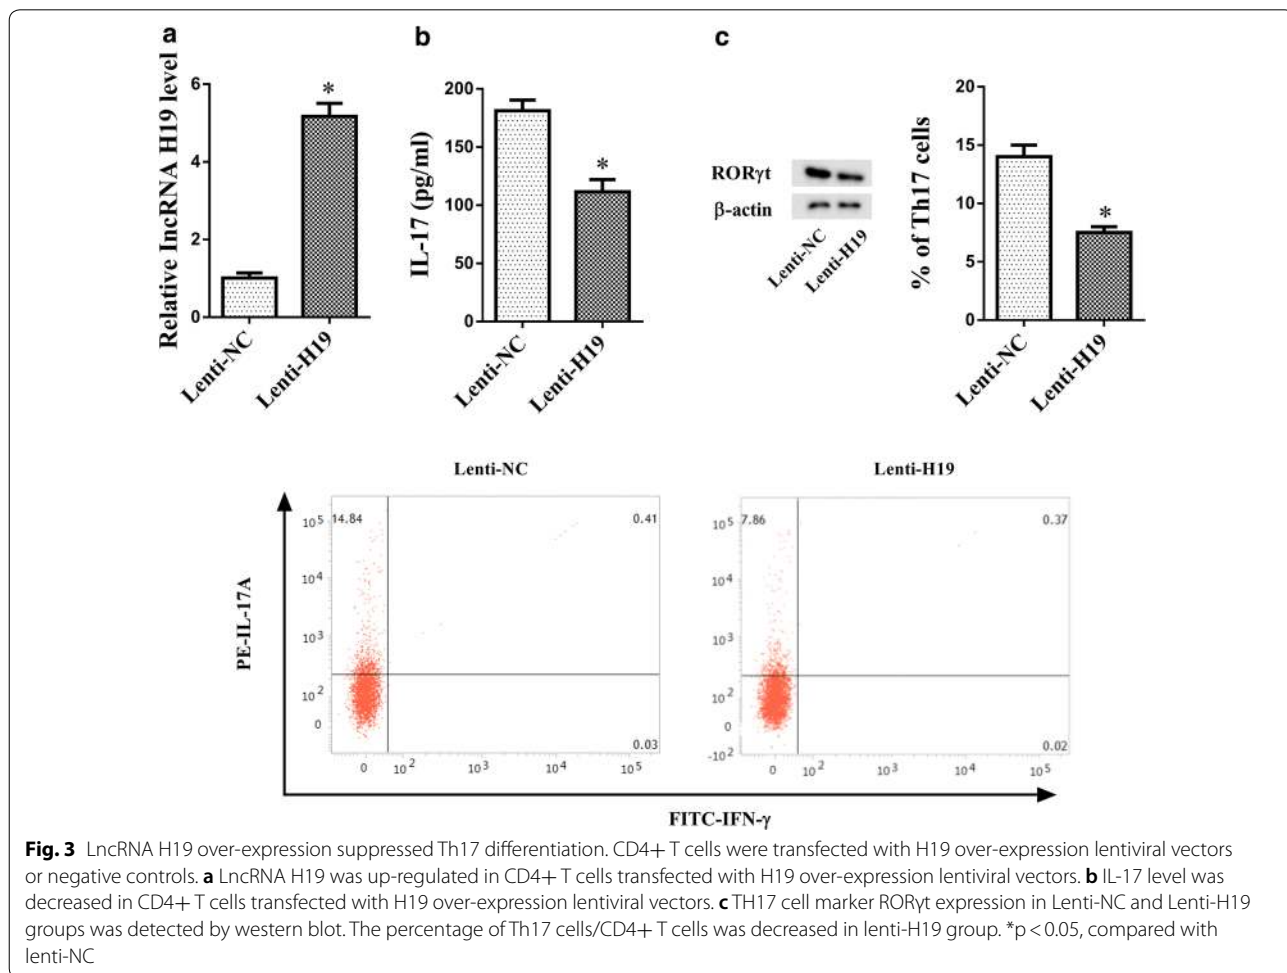 a
Relative lncRNA H19 level
6
4
2
0
Lenti-NC
Lenti-H19
*
b
IL-17 (pg/ml)
200
150
100
50
0
Lenti-NC
Lenti-H19
*
c
RORγt
β-actin
Lenti-NC
Lenti-H19
% of Th17 cells
20
15
10
5
0
Lenti-NC
Lenti-H19
*
Lenti-NC
PE-IL-17A
14.84
0.41
0.03
10⁵
10⁴
10³
10²
0
0
10²
10³
10⁴
10⁵
Lenti-H19
7.86
0.37
0.02
10⁵
10⁴
10³
10²
0
-10²
0
10²
10³
10⁴
10⁵
FITC-IFN-γ
Fig. 3 LncRNA H19 over-expression suppressed Th17 differentiation. CD4+ T cells were transfected with H19 over-expression lentiviral vectors
or negative controls. a LncRNA H19 was up-regulated in CD4+ T cells transfected with H19 over-expression lentiviral vectors. b IL-17 level was
decreased in CD4+ T cells transfected with H19 over-expression lentiviral vectors. c TH17 cell marker RORγt expression in Lenti-NC and Lenti-H19
groups was detected by western blot. The percentage of Th17 cells/CD4+ T cells was decreased in lenti-H19 group. *p < 0.05, compared with
lenti-NC